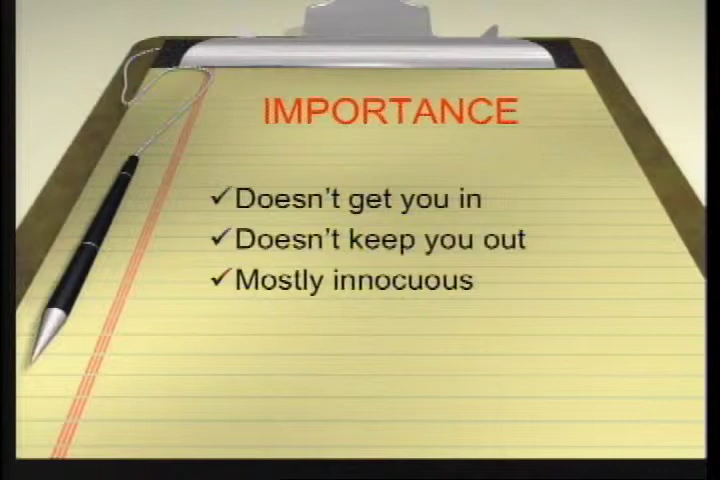 IMPORTANCE
✓Doesn't get you in
✓Doesn't keep you out
✓Mostly innocuous